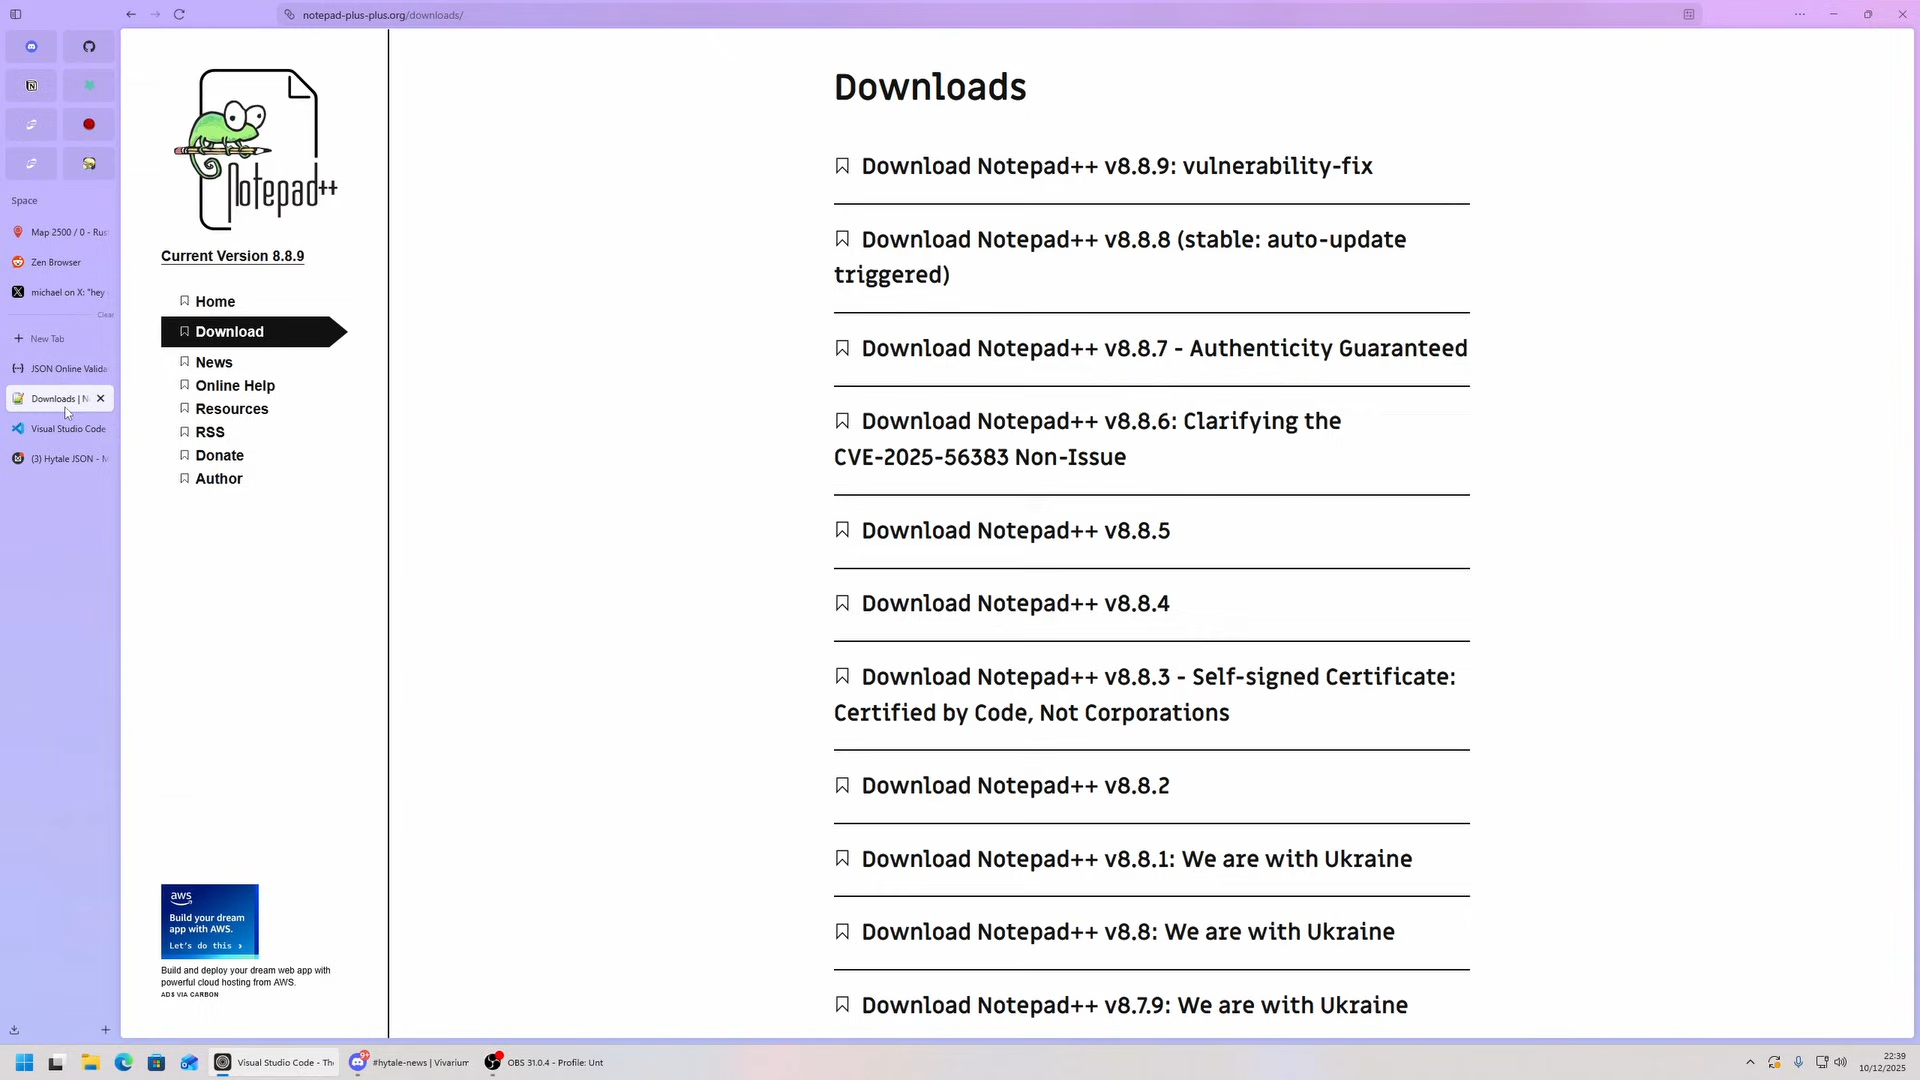 notepad-plus-plus.org/downloads/
Space
Map 2500 / 0 - Rus
Zen Browser
michael on X: "hey
Clear
New Tab
JSON Online Valida
Downloads | N
Visual Studio Code
(3) Hytale JSON - M
Notepad++
Current Version 8.8.9
Home
Download
News
Online Help
Resources
RSS
Donate
Author
aws
Build your dream
app with AWS.
Let's do this ›
Build and deploy your dream web app with
powerful cloud hosting from AWS.
ADS VIA CARBON
Downloads
Download Notepad++ v8.8.9: vulnerability-fix
Download Notepad++ v8.8.8 (stable: auto-update
triggered)
Download Notepad++ v8.8.7 - Authenticity Guaranteed
Download Notepad++ v8.8.6: Clarifying the
CVE-2025-56383 Non-Issue
Download Notepad++ v8.8.5
Download Notepad++ v8.8.4
Download Notepad++ v8.8.3 - Self-signed Certificate:
Certified by Code, Not Corporations
Download Notepad++ v8.8.2
Download Notepad++ v8.8.1: We are with Ukraine
Download Notepad++ v8.8: We are with Ukraine
Download Notepad++ v8.7.9: We are with Ukraine
Visual Studio Code - The
#hytale-news | Vivarium
OBS 31.0.4 - Profile: Unt
22:39
10/12/2025